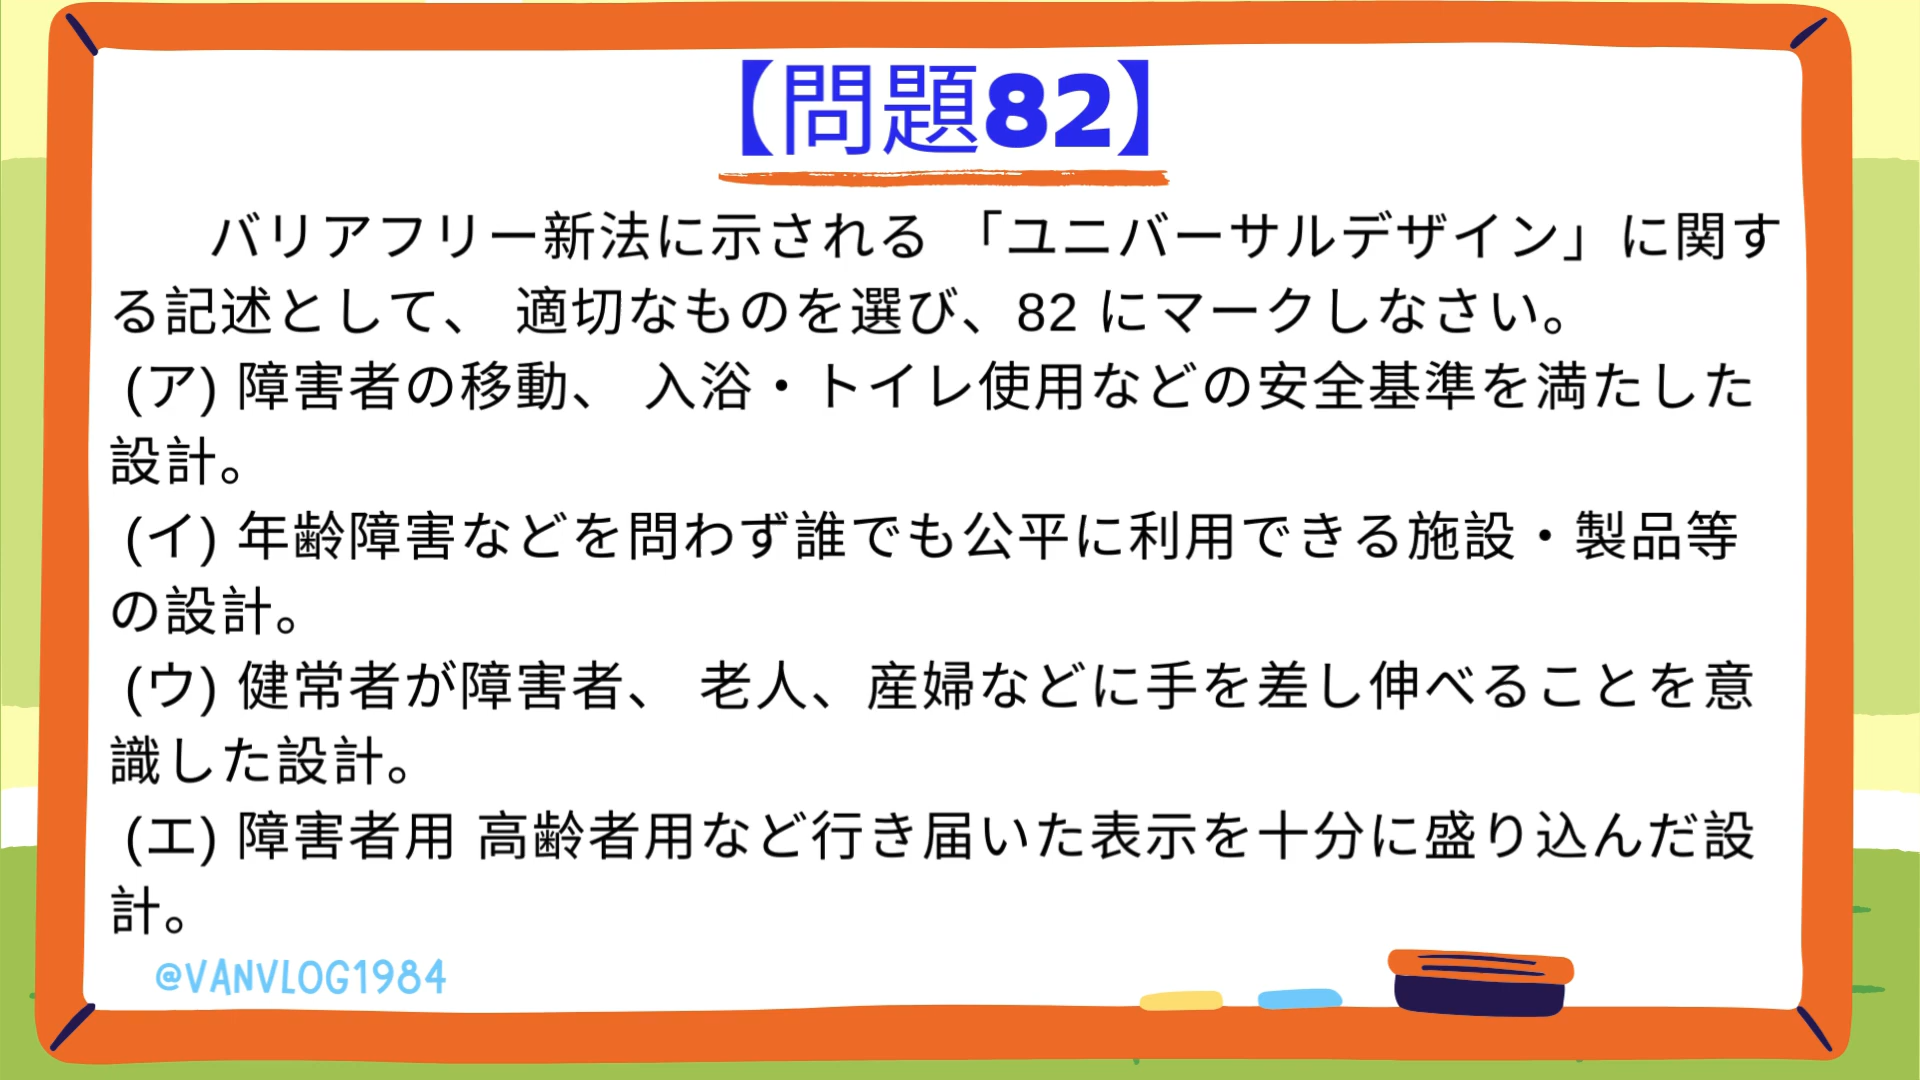 【問題82】
バリアフリー新法に示される 「ユニバーサルデザイン」に関す
る記述として、 適切なものを選び、82 にマークしなさい。
(ア) 障害者の移動、 入浴・トイレ使用などの安全基準を満たした
設計。
(イ) 年齢障害などを問わず誰でも公平に利用できる施設・製品等
の設計。
(ウ) 健常者が障害者、 老人、産婦などに手を差し伸べることを意
識した設計。
(エ) 障害者用 高齢者用など行き届いた表示を十分に盛り込んだ設
計。
@VANVLOG1984